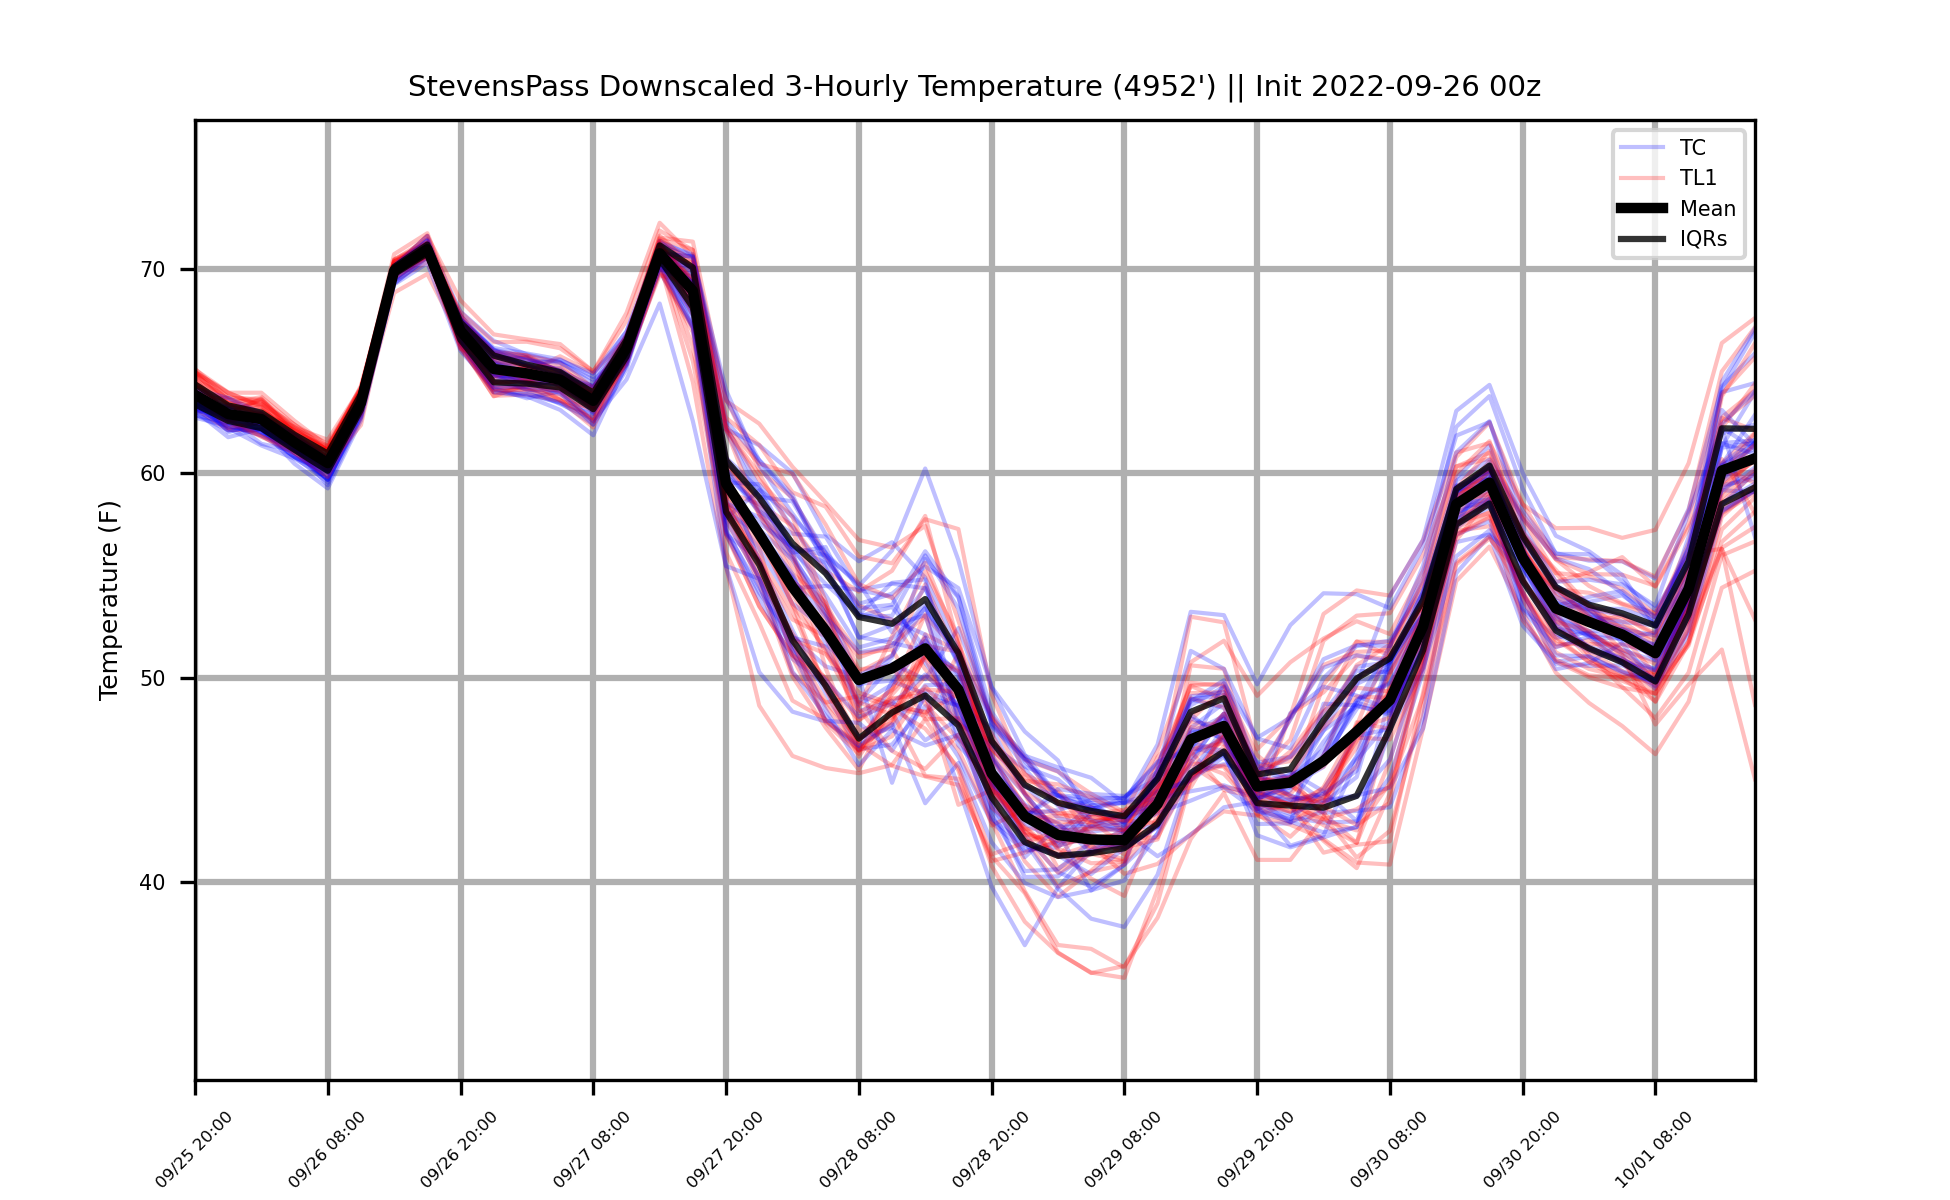 StevensPass Downscaled 3-Hourly Temperature (4952') || Init 2022-09-26 00z
TC
TL1
Mean
IQRs
Temperature (F)
70
60
50
40
09/25 20:00
09/26 08:00
09/26 20:00
09/27 08:00
09/27 20:00
09/28 08:00
09/28 20:00
09/29 08:00
09/29 20:00
09/30 08:00
09/30 20:00
10/01 08:00